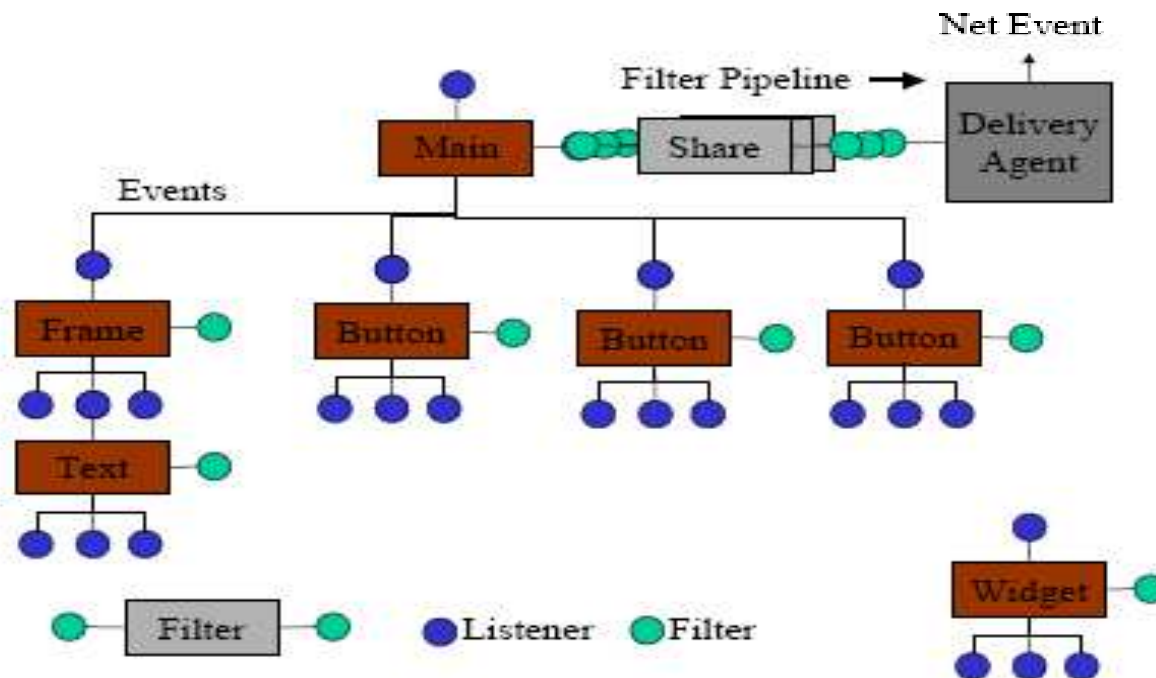 Net Event
Filter Pipeline
Main
Share
Delivery
Agent
Events
Frame
Button
Button
Button
Text
Widget
Filter
Listener
Filter